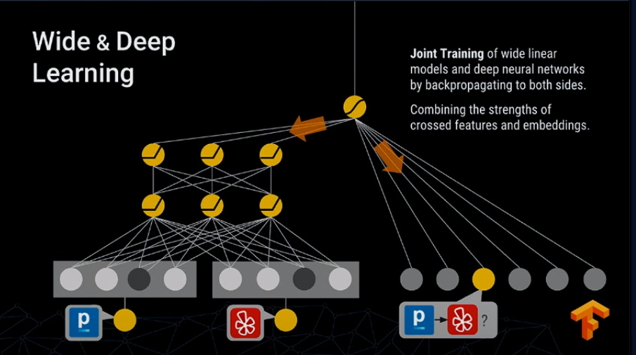 Wide & Deep
Learning
Joint Training of wide linear
models and deep neural networks
by backpropagating to both sides.
Combining the strengths of
crossed features and embeddings.
p
p
?